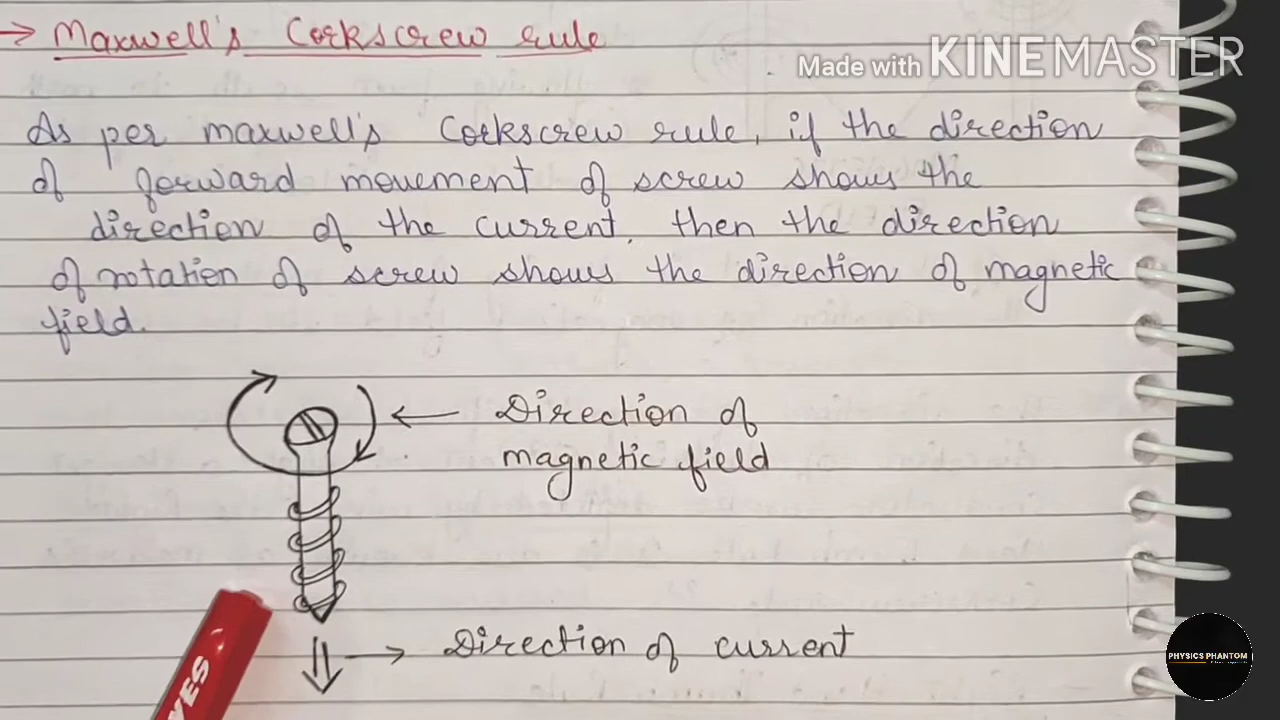 → Maxwell's Corkscrew rule
Made with KINEMASTER
As per maxwell's Corkscrew rule, if the direction
of forward movement of screw shows the
direction of the current, then the direction
of rotation of screw shows the direction of magnetic
field.
Direction of
magnetic field
Direction of current
YES
PHYSICS PHANTOM